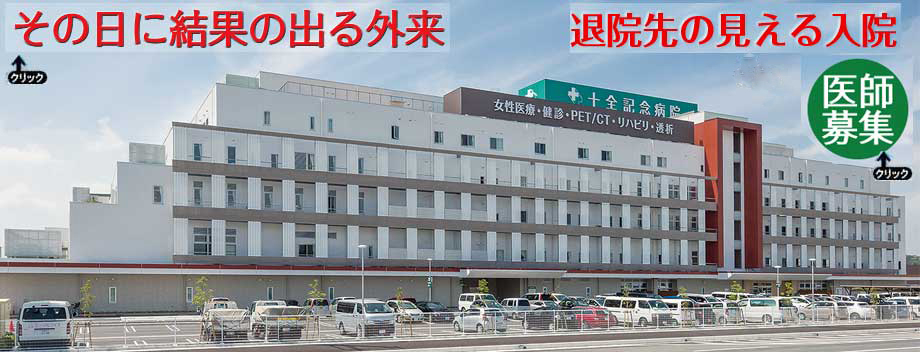 その日に結果の出る外来
退院先の見える入院
クリック
医師
募集
クリック
十全記念病院
女性医療・健診・PET/CT・リハビリ・透析